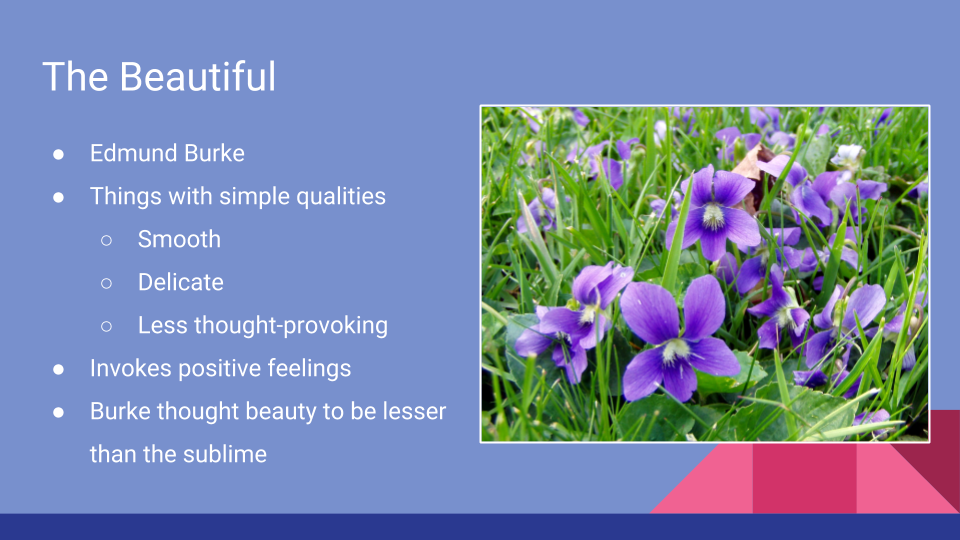 The Beautiful
● Edmund Burke
● Things with simple qualities
○ Smooth
○ Delicate
○ Less thought-provoking
● Invokes positive feelings
● Burke thought beauty to be lesser
than the sublime